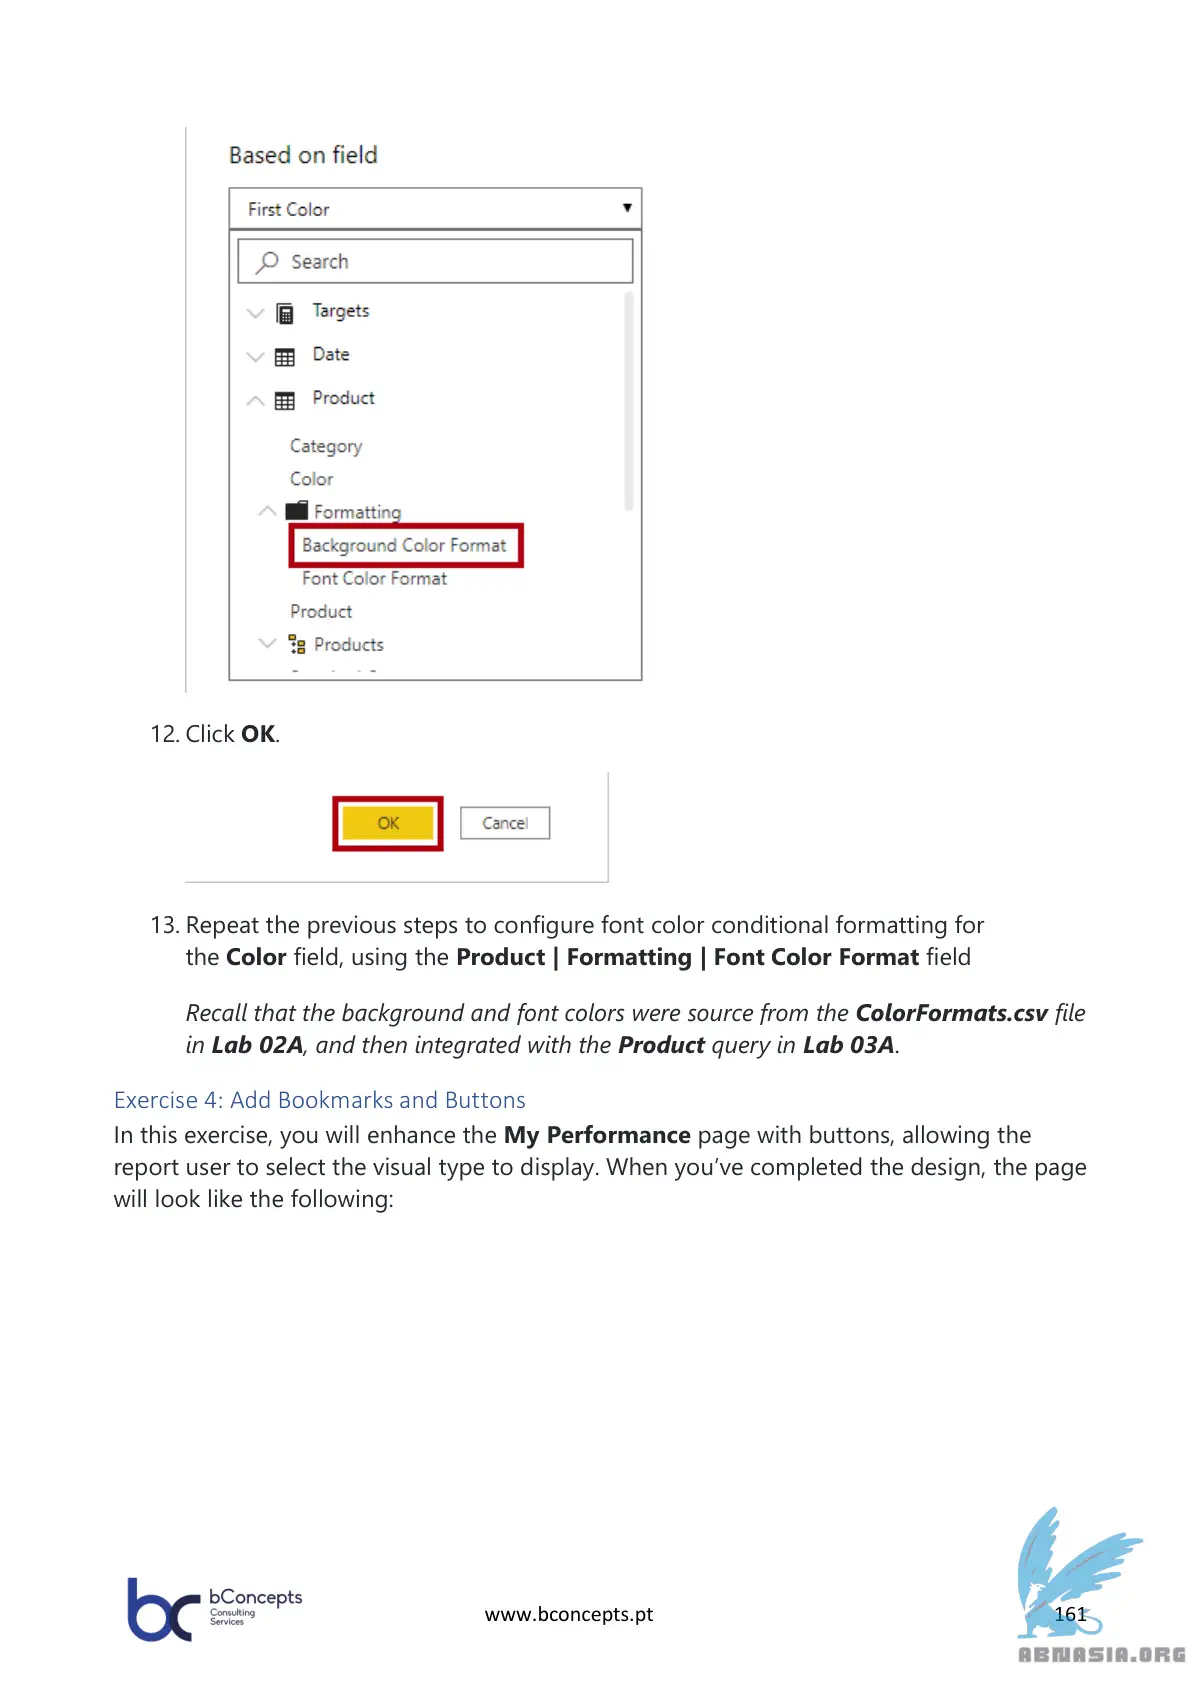 Based on field
First Color
Search
Targets
Date
Product
Category
Color
Formatting
Background Color Format
Font Color Format
Product
Products
12. Click OK.
OK Cancel
13. Repeat the previous steps to configure font color conditional formatting for
the Color field, using the Product | Formatting | Font Color Format field
Recall that the background and font colors were source from the ColorFormats.csv file
in Lab 02A, and then integrated with the Product query in Lab 03A.
Exercise 4: Add Bookmarks and Buttons
In this exercise, you will enhance the My Performance page with buttons, allowing the
report user to select the visual type to display. When you’ve completed the design, the page
will look like the following:
bc bConcepts
Consulting
Services
www.bconcepts.pt
161
ABNASIA.ORG